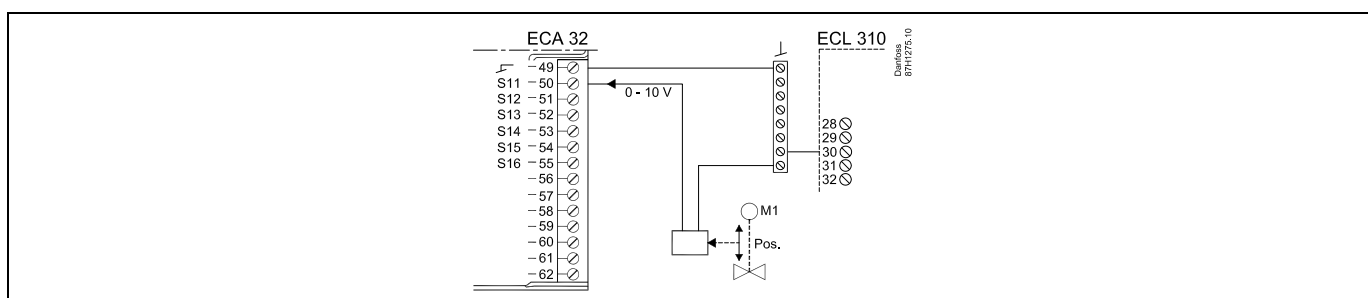 ECA 32
ECL 310
Danfoss
87H1275.10
49
S11 50
S12 51
S13 52
S14 53
S15 54
S16 55
56
57
58
59
60
61
62
0 - 10 V
28
29
30
31
32
M1
Pos.